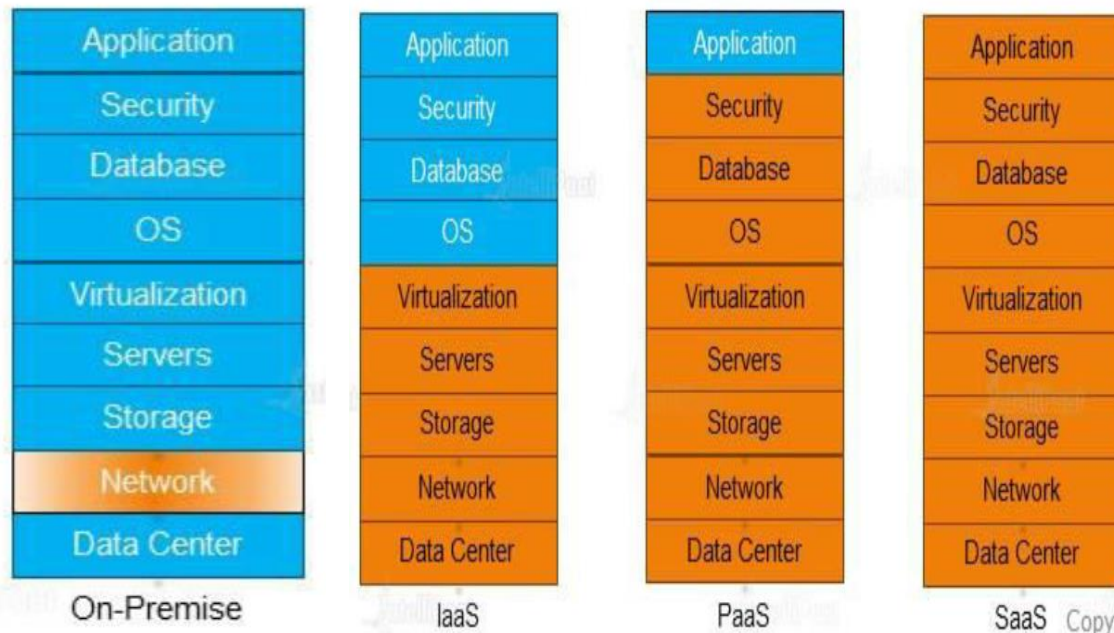 Application
Security
Database
OS
Virtualization
Servers
Storage
Network
Data Center
On-Premise
Application
Security
Database
OS
Virtualization
Servers
Storage
Network
Data Center
IaaS
Application
Security
Database
OS
Virtualization
Servers
Storage
Network
Data Center
PaaS
Application
Security
Database
OS
Virtualization
Servers
Storage
Network
Data Center
SaaS
Copy